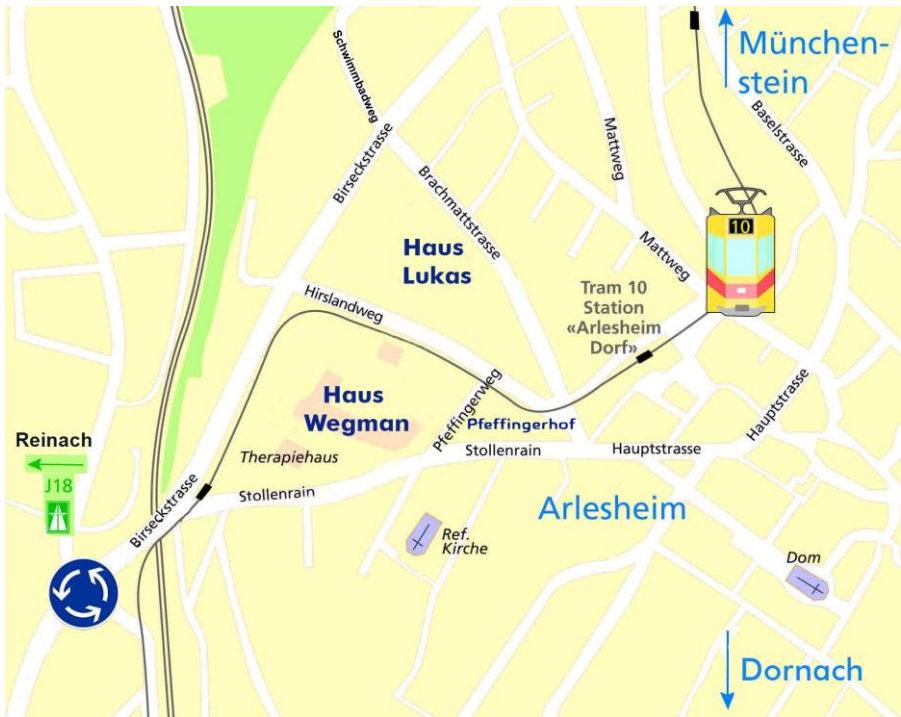 München-
stein
Schwimmbadweg
Birseckstrasse
Mattweg
Baselstrasse
Brachmattstrasse
10
Haus
Lukas
Mattweg
Tram 10
Station
«Arlesheim
Dorf»
Hirslandweg
Haus
Wegman
Pfeffingerweg
Pfeffingerhof
Hauptstrasse
Reinach
J18
Therapiehaus
Stollenrain
Stollenrain
Hauptstrasse
Birseckstrasse
Arlesheim
Ref.
Kirche
Dom
Dornach